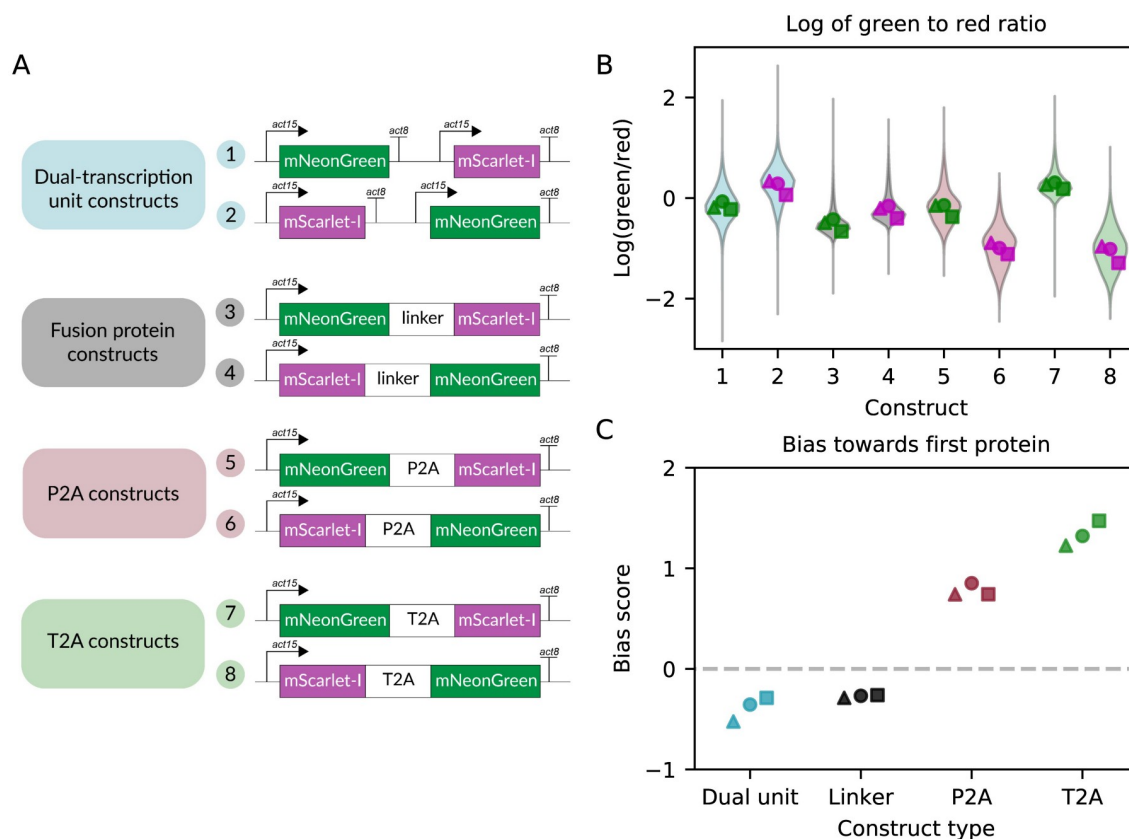 A
Dual-transcription
unit constructs
1
act15
mNeonGreen
act8
act15
mScarlet-I
act8
2
act15
mScarlet-I
act8
act15
mNeonGreen
act8
Fusion protein
constructs
3
act15
mNeonGreen
linker
mScarlet-I
act8
4
act15
mScarlet-I
linker
mNeonGreen
act8
P2A constructs
5
act15
mNeonGreen
P2A
mScarlet-I
act8
6
act15
mScarlet-I
P2A
mNeonGreen
act8
T2A constructs
7
act15
mNeonGreen
T2A
mScarlet-I
act8
8
act15
mScarlet-I
T2A
mNeonGreen
act8
B
Log of green to red ratio
Log(green/red)
2
0
−2
1 2 3 4 5 6 7 8
Construct
C
Bias towards first protein
Bias score
2
1
0
−1
Dual unit Linker P2A T2A
Construct type